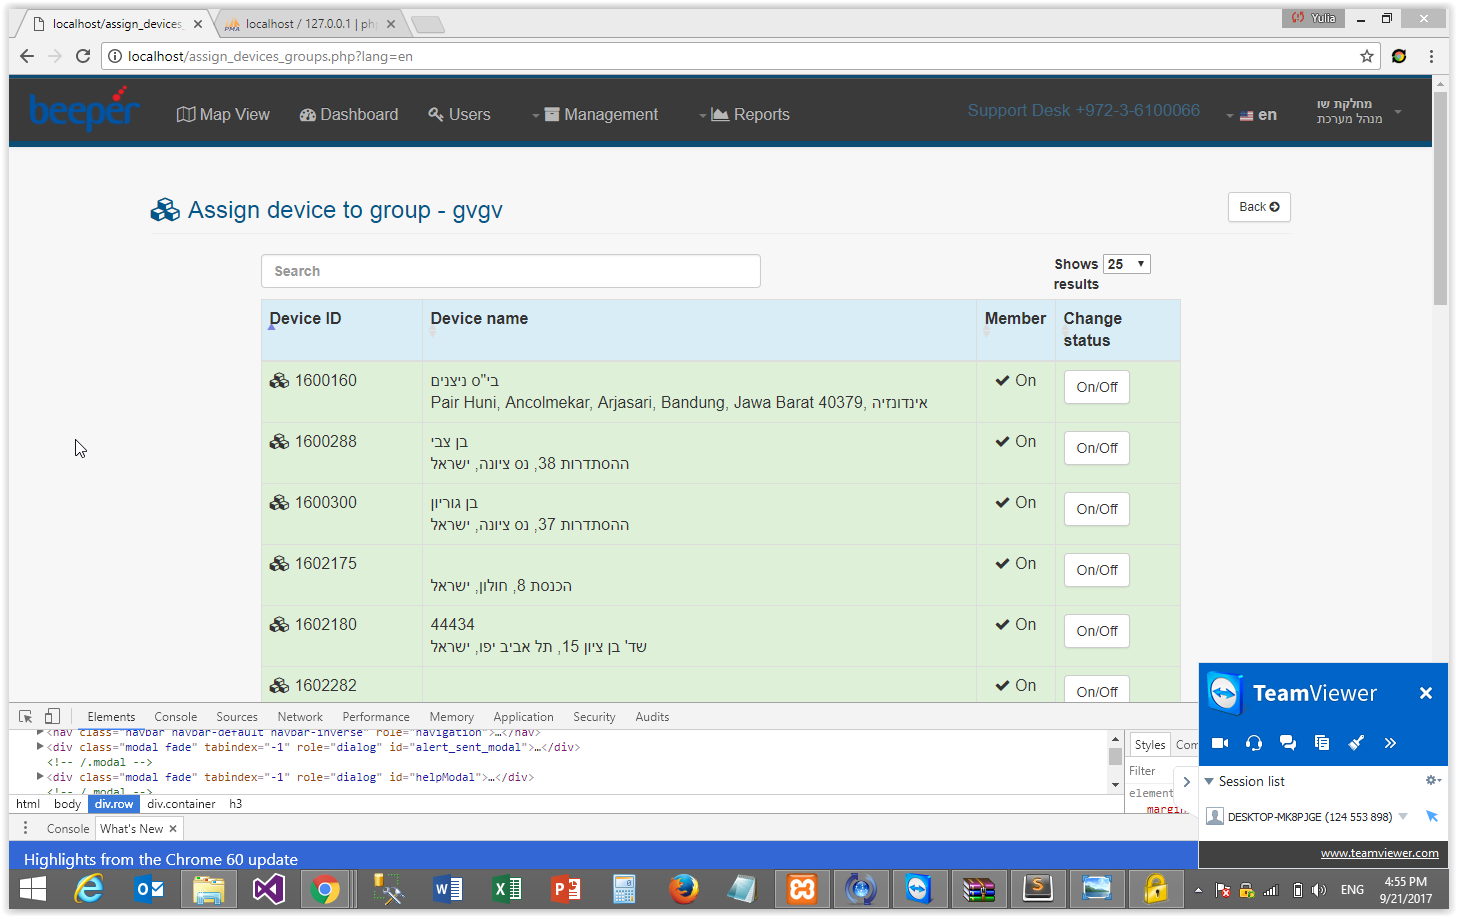 localhost/assign_devices_
localhost / 127.0.0.1 | ph
Yulia
localhost/assign_devices_groups.php?lang=en
beeper
Map View
Dashboard
Users
Management
Reports
Support Desk +972-3-6100066
en
מחלקת שו
מנהל מערכת
Assign device to group - gvgv
Back
Search
Shows 25
results
Device ID
Device name
Member
Change
status
1600160
בי"ס ניצנים
Pair Huni, Ancolmekar, Arjasari, Bandung, Jawa Barat 40379, אינדונזיה
On
On/Off
1600288
בן צבי
ההסתדרות 38, נס ציונה, ישראל
On
On/Off
1600300
בן גוריון
ההסתדרות 37, נס ציונה, ישראל
On
On/Off
1602175
הכנסת 8, חולון, ישראל
On
On/Off
1602180
44434
שד' בן ציון 15, תל אביב יפו, ישראל
On
On/Off
1602282
On
On/Off
Elements Console Sources Network Performance Memory Application Security Audits
<nav class="navbar navbar-default navbar-inverse" role="navigation">…</nav>
<div class="modal fade" tabindex="-1" role="dialog" id="alert_sent_modal">…</div>
<!-- /.modal -->
<div class="modal fade" tabindex="-1" role="dialog" id="helpModal">…</div>
<!-- /.modal -->
html body div.row div.container h3
Styles Com
Filter
element
margi
Console What's New
Highlights from the Chrome 60 update
TeamViewer
Session list
DESKTOP-MK8PJGE (124 553 898)
www.teamviewer.com
ENG
4:55 PM
9/21/2017